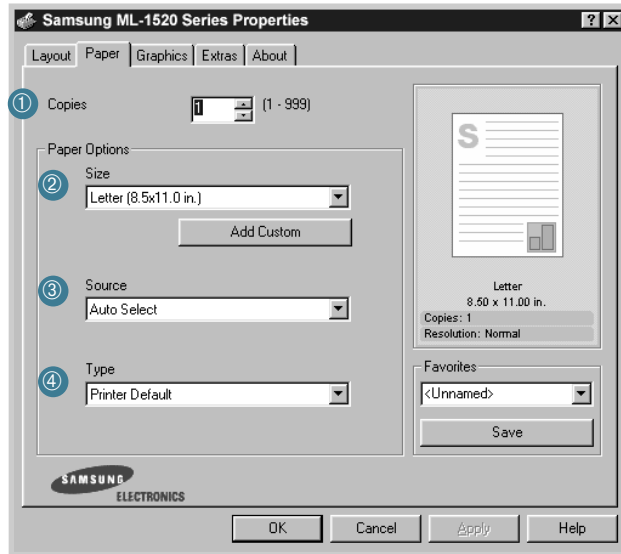 Samsung ML-1520 Series Properties
Layout Paper Graphics Extras About
① Copies 1 (1 - 999)
Paper Options
② Size
Letter (8.5x11.0 in.)
Add Custom
③ Source
Auto Select
④ Type
Printer Default
S
Letter
8.50 x 11.00 in.
Copies: 1
Resolution: Normal
Favorites
<Unnamed>
Save
SAMSUNG
ELECTRONICS
OK Cancel Apply Help